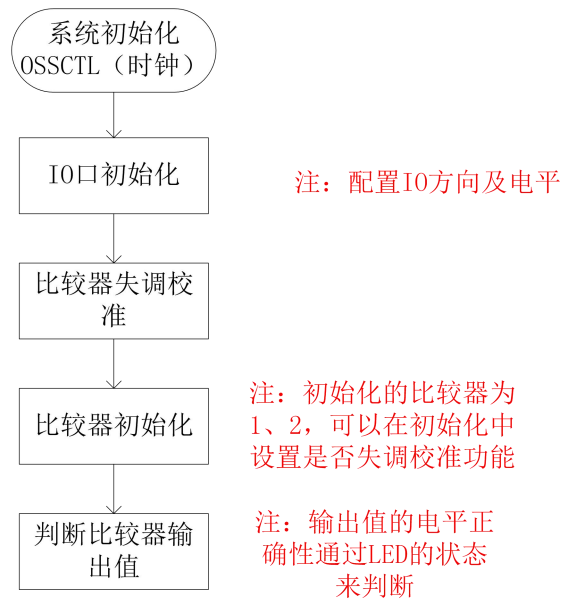 系统初始化
OSSCTL（时钟）
IO口初始化
注：配置IO方向及电平
比较器失调校
准
比较器初始化
注：初始化的比较器为
1、2，可以在初始化中
设置是否失调校准功能
判断比较器输
出值
注：输出值的电平正
确性通过LED的状态
来判断